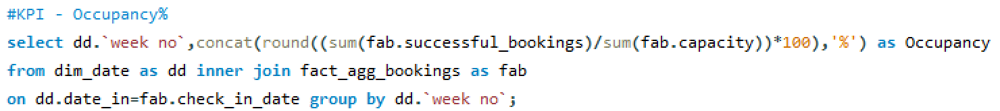 #KPI - Occupancy%
select dd.`week no`,concat(round((sum(fab.successful_bookings)/sum(fab.capacity))*100),'%') as Occupancy
from dim_date as dd inner join fact_agg_bookings as fab
on dd.date_in=fab.check_in_date group by dd.`week no`;